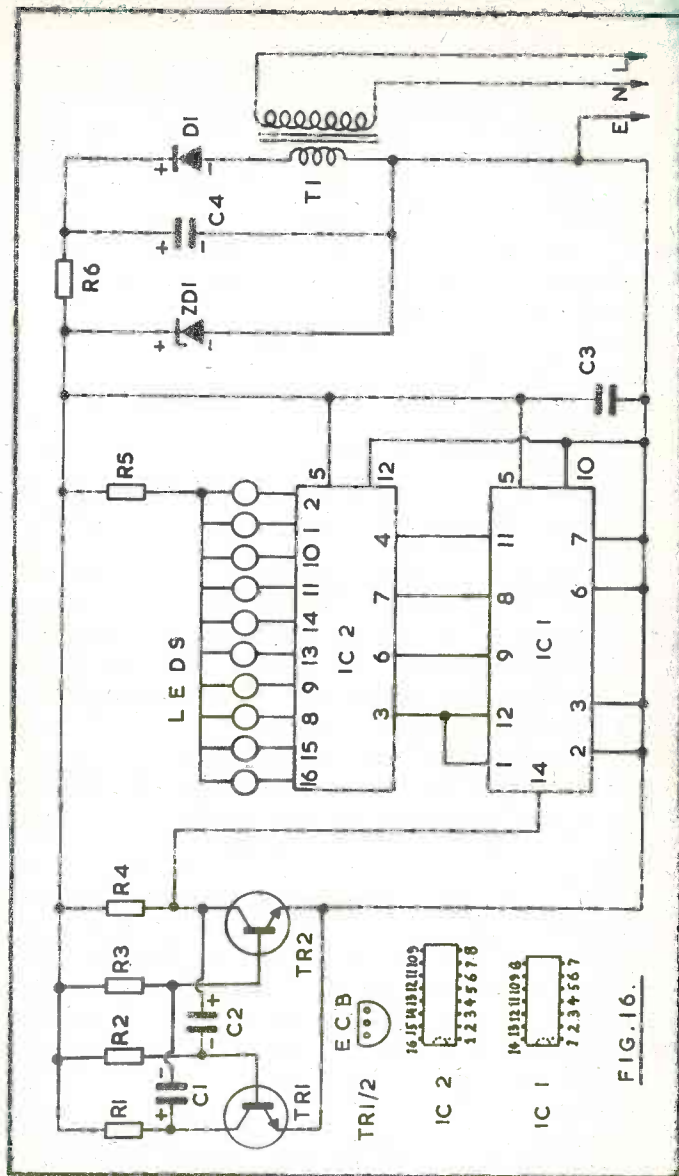 R1 R2 R3 R4 R5 R6
+ - C1
- + C2
TR1
TR2
LEDS
16 15 8 9 13 14 11 10 1 2
IC 2
5
12
3 6 7 4
1 12 9 8 11
14
IC 1
5
10
2 3 6 7
C3
+ ZD1 -
+ C4 -
+ D1 -
T1
L
N
E
TR1/2
E.C.B
IC 2
16 15 14 13 12 11 10 9
1 2 3 4 5 6 7 8
IC 1
14 13 12 11 10 9 8
1 2 3 4 5 6 7
FIG.16.